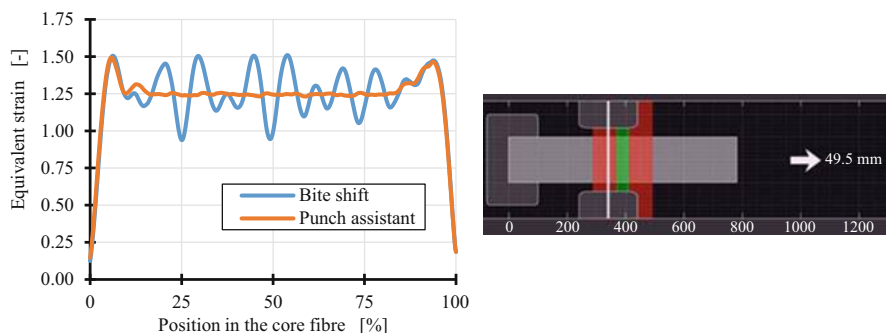 Equivalent strain [-]
1.75
1.50
1.25
1.00
0.75
0.50
0.25
0.00
Bite shift
Punch assistant
0 25 50 75 100
Position in the core fibre [%]
49.5 mm
0 200 400 600 800 1000 1200